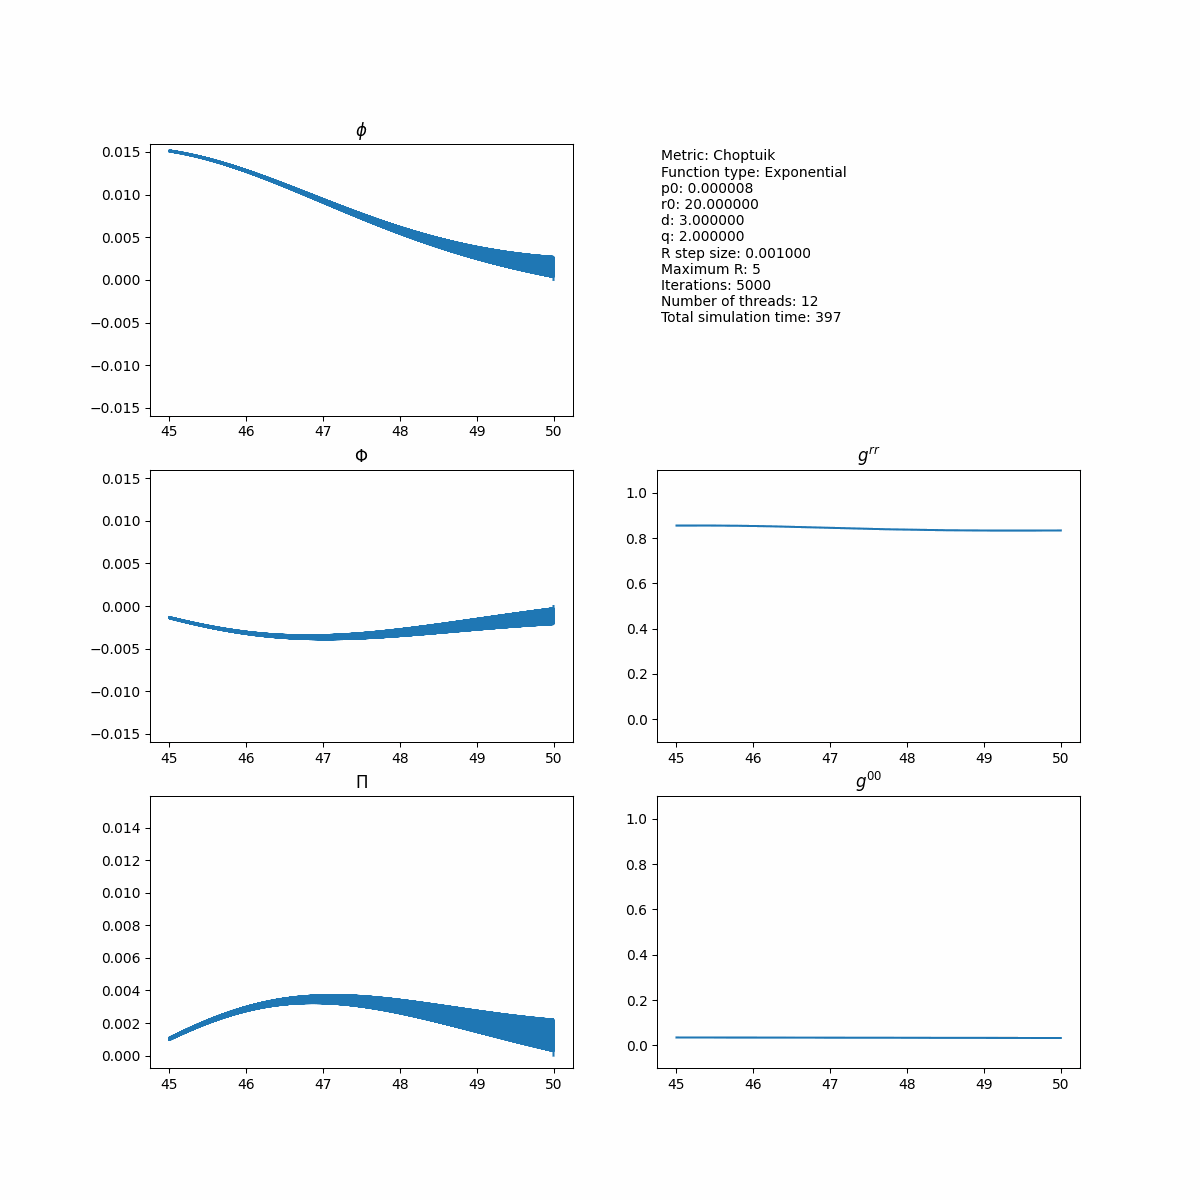 ϕ
0.015
0.010
0.005
0.000
−0.005
−0.010
−0.015
45 46 47 48 49 50
Metric: Choptuik
Function type: Exponential
p0: 0.000008
r0: 20.000000
d: 3.000000
q: 2.000000
R step size: 0.001000
Maximum R: 5
Iterations: 5000
Number of threads: 12
Total simulation time: 397
Φ
0.015
0.010
0.005
0.000
−0.005
−0.010
−0.015
45 46 47 48 49 50
g^{rr}
1.0
0.8
0.6
0.4
0.2
0.0
45 46 47 48 49 50
Π
0.014
0.012
0.010
0.008
0.006
0.004
0.002
0.000
45 46 47 48 49 50
g^{00}
1.0
0.8
0.6
0.4
0.2
0.0
45 46 47 48 49 50